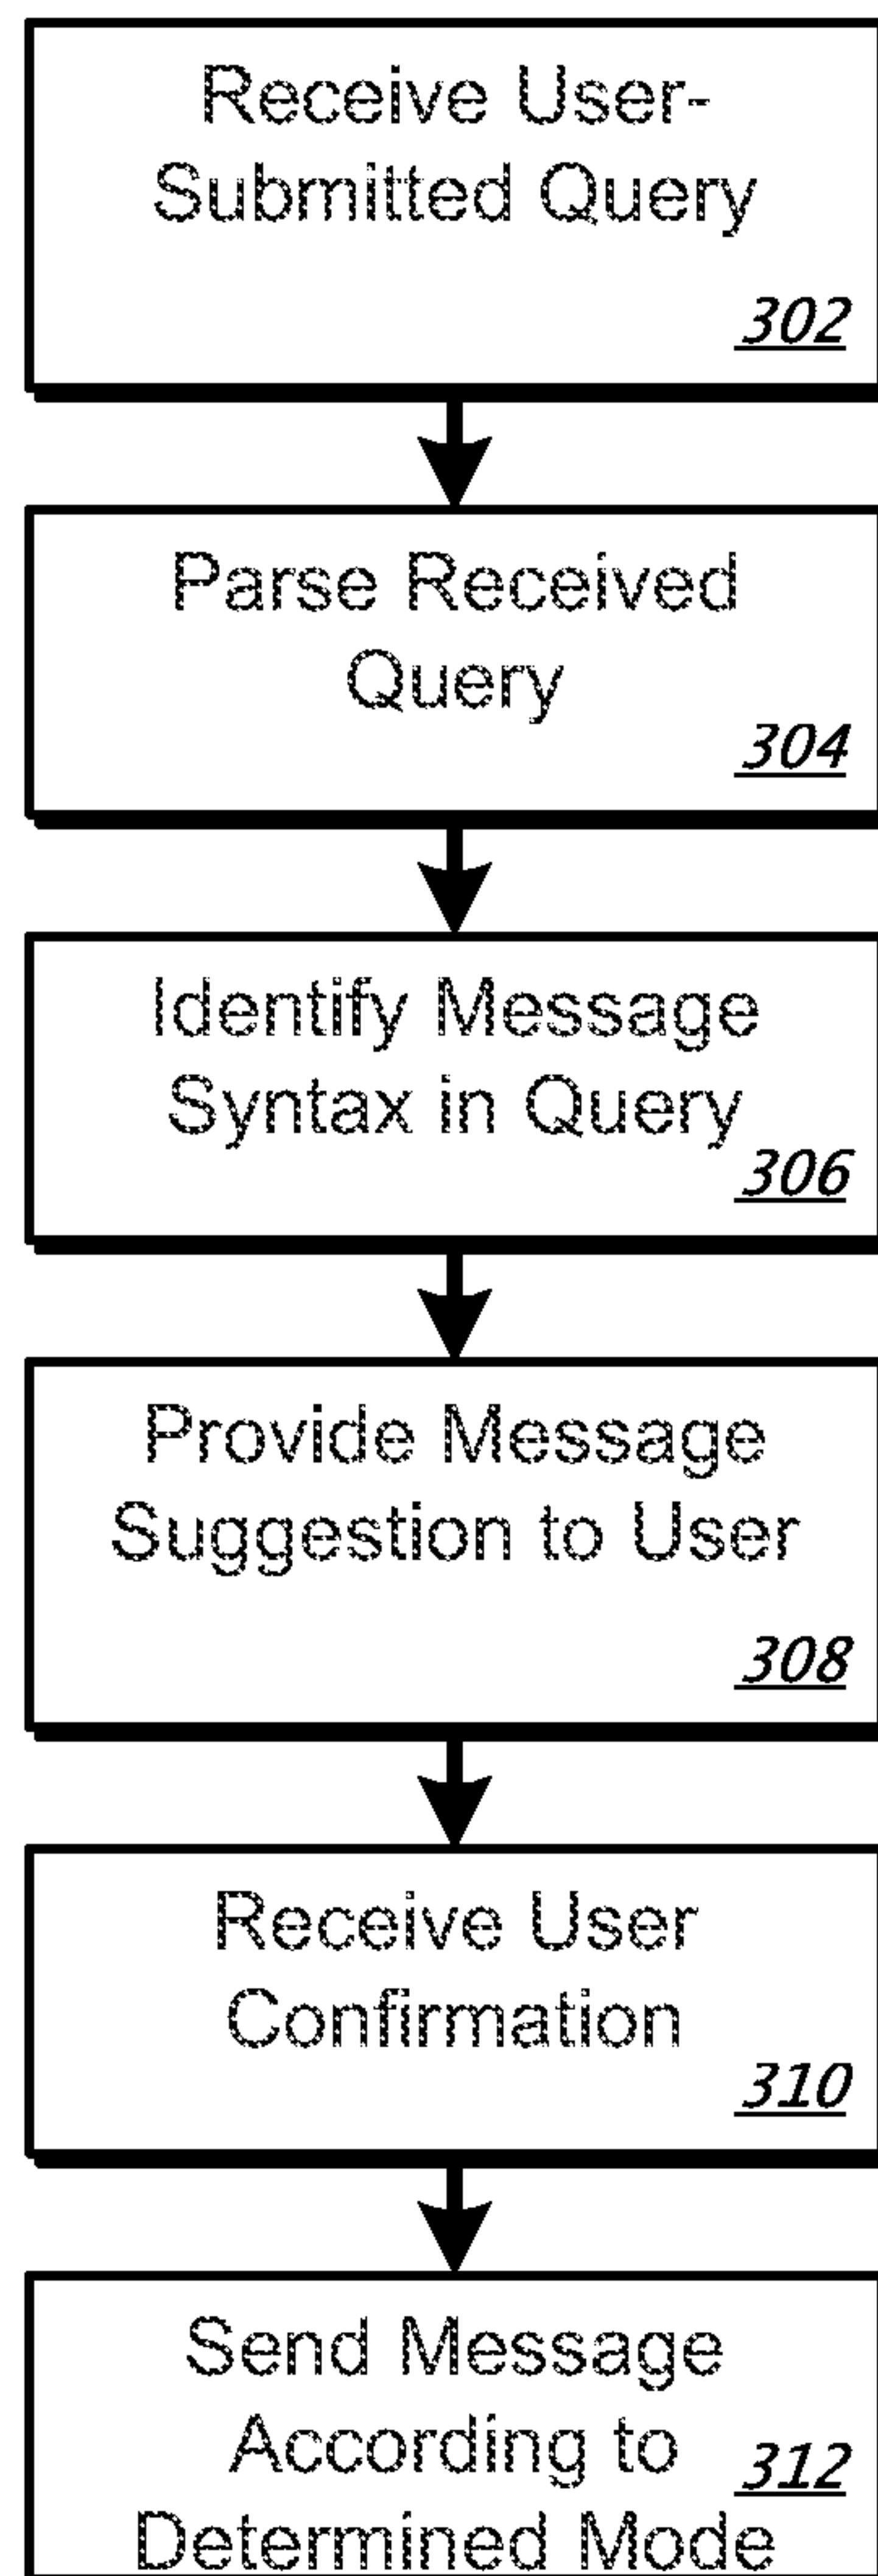 Receive User-
Submitted Query
302
Parse Received
Query
304
Identify Message
Syntax in Query
306
Provide Message
Suggestion to User
308
Receive User
Confirmation
310
Send Message
According to
312
Determined Mode